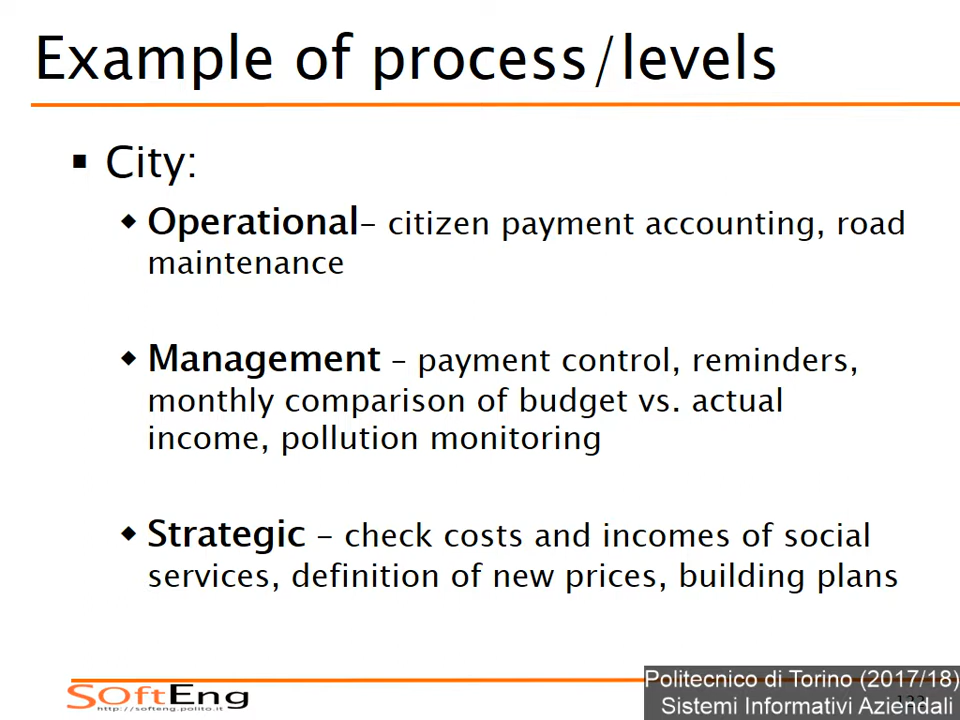 Example of process/levels
▪ City:
◆ Operational– citizen payment accounting, road
maintenance
◆ Management – payment control, reminders,
monthly comparison of budget vs. actual
income, pollution monitoring
◆ Strategic – check costs and incomes of social
services, definition of new prices, building plans
SoftEng
http://softeng.polito.it
Politecnico di Torino (2017/18)
Sistemi Informativi Aziendali